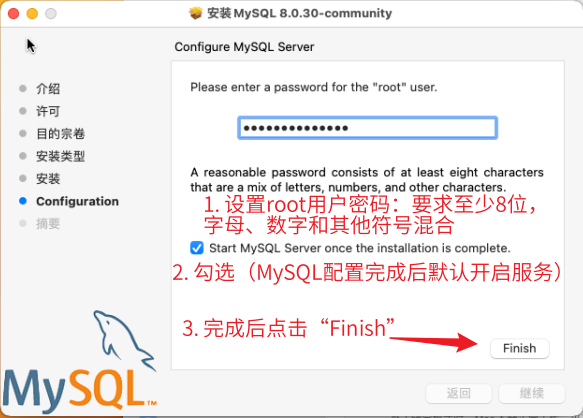 安装 MySQL 8.0.30-community
Configure MySQL Server
介绍
许可
目的宗卷
安装类型
安装
Configuration
摘要
Please enter a password for the "root" user.
●●●●●●●●●●●●●●
A reasonable password consists of at least eight characters
that are a mix of letters, numbers, and other characters.
1. 设置root用户密码：要求至少8位，
字母、数字和其他符号混合
Start MySQL Server once the installation is complete.
2. 勾选（MySQL配置完成后默认开启服务）
3. 完成后点击“Finish”
Finish
MySQL™
返回
继续